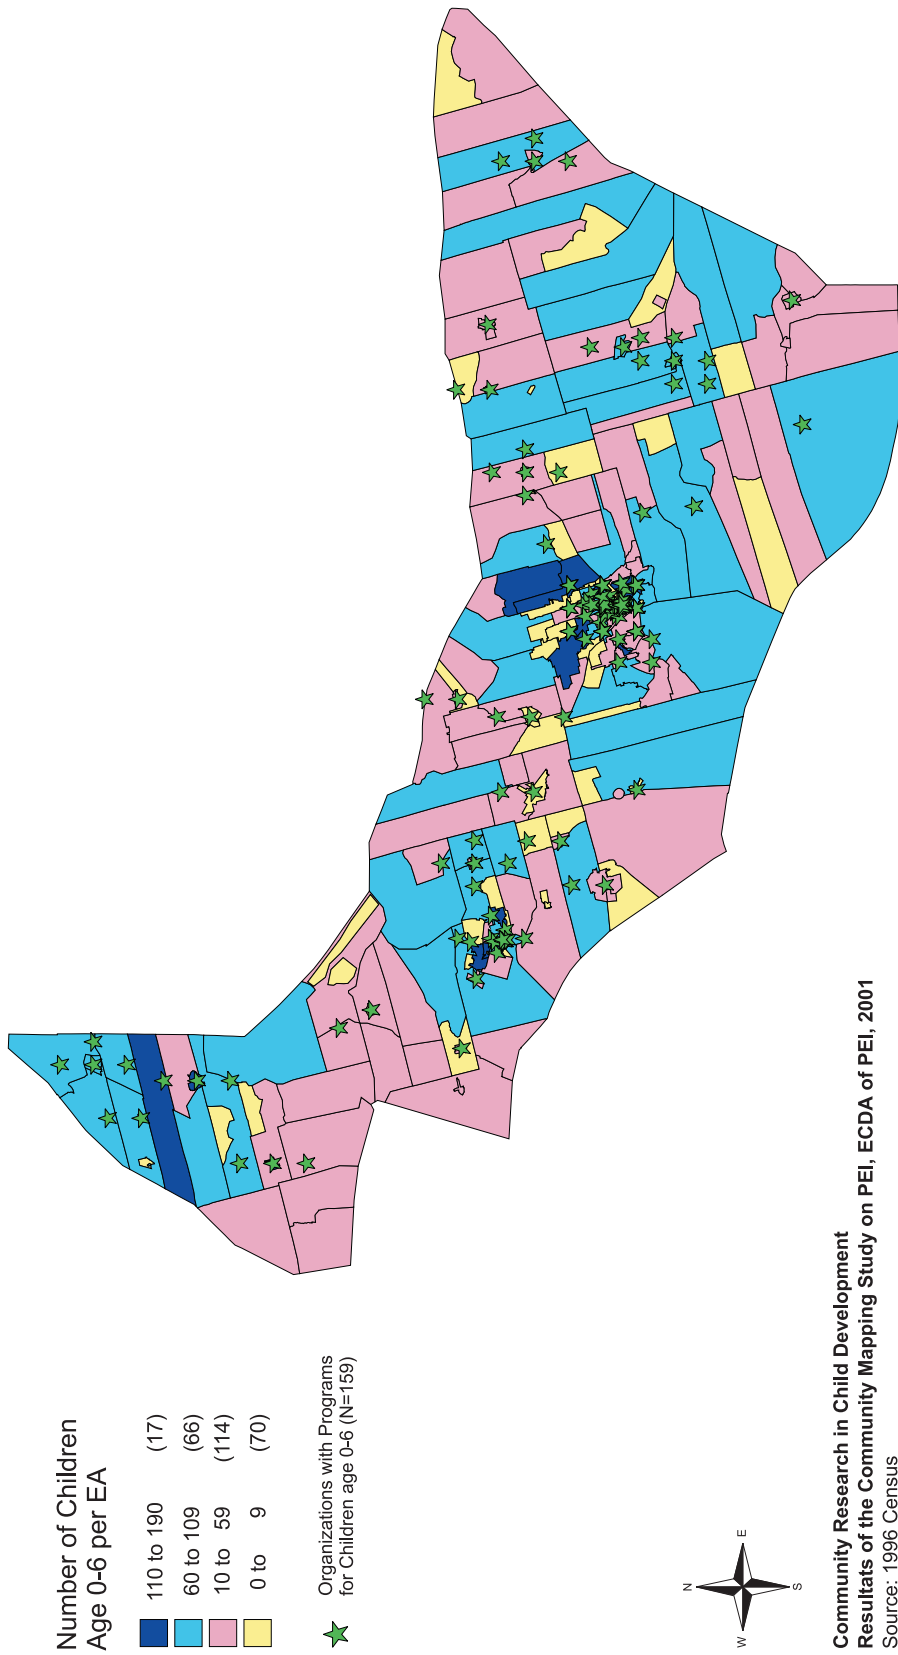 Number of Children
Age 0-6 per EA
110 to 190 (17)
60 to 109 (66)
10 to 59 (114)
0 to 9 (70)
Organizations with Programs
for Children age 0-6 (N=159)
N
W E
S
Community Research in Child Development
Resultats of the Community Mapping Study on PEI, ECDA of PEI, 2001
Source: 1996 Census